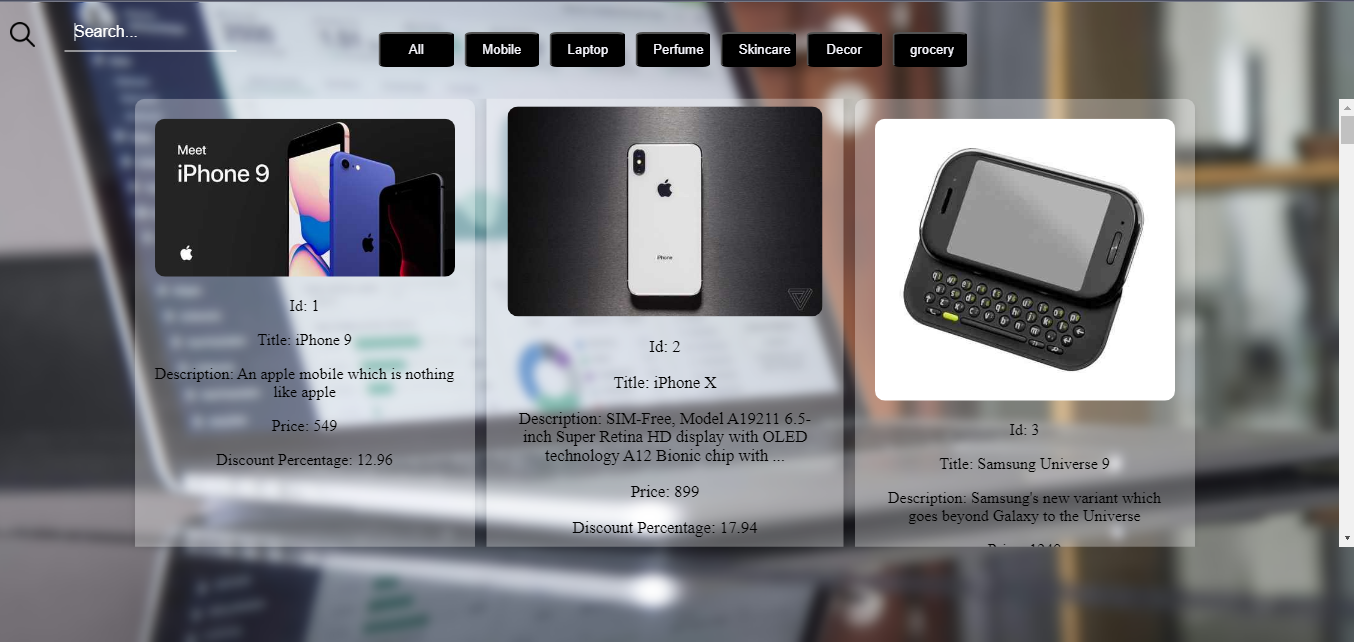 Search...
All
Mobile
Laptop
Perfume
Skincare
Decor
grocery
Meet
iPhone 9
Id: 1
Title: iPhone 9
Description: An apple mobile which is nothing
like apple
Price: 549
Discount Percentage: 12.96
iPhone
Id: 2
Title: iPhone X
Description: SIM-Free, Model A19211 6.5-
inch Super Retina HD display with OLED
technology A12 Bionic chip with ...
Price: 899
Discount Percentage: 17.94
Id: 3
Title: Samsung Universe 9
Description: Samsung's new variant which
goes beyond Galaxy to the Universe